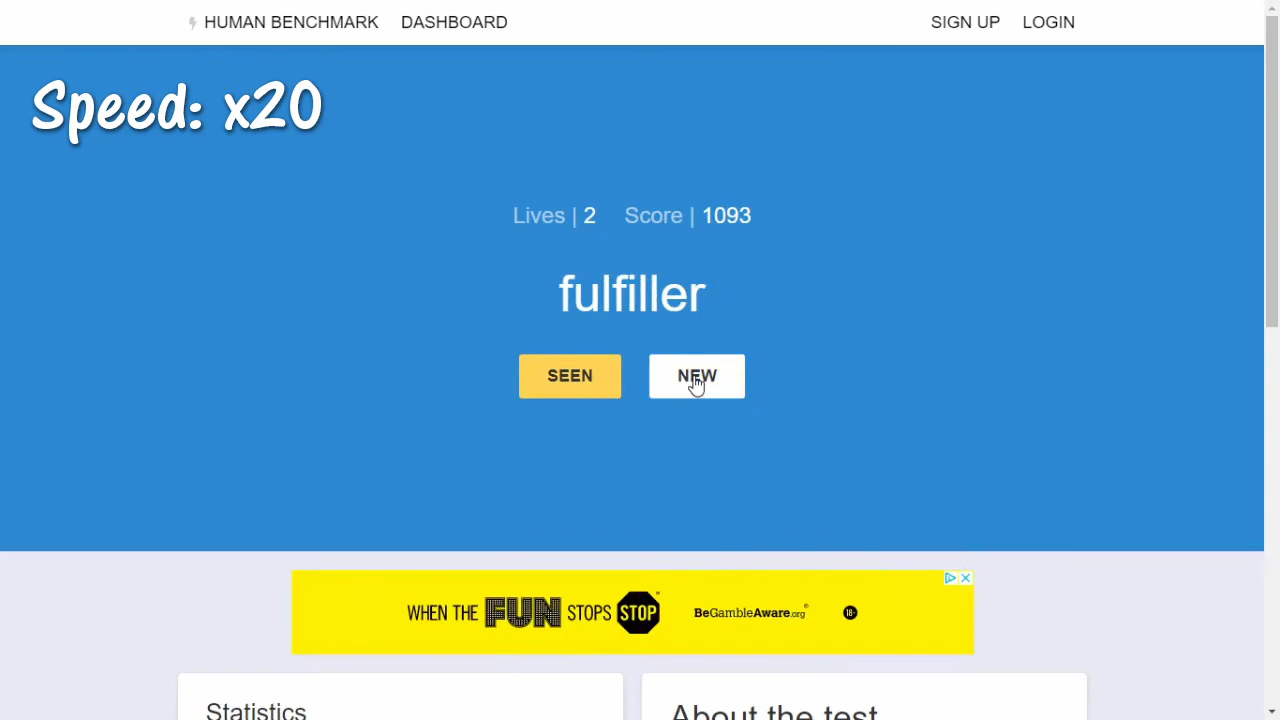 HUMAN BENCHMARK DASHBOARD SIGN UP LOGIN
Speed: x20
Lives | 2 Score | 1093
fulfiller
SEEN NEW
WHEN THE FUN STOPS STOP BeGambleAware.org® 18+
Statistics About the test